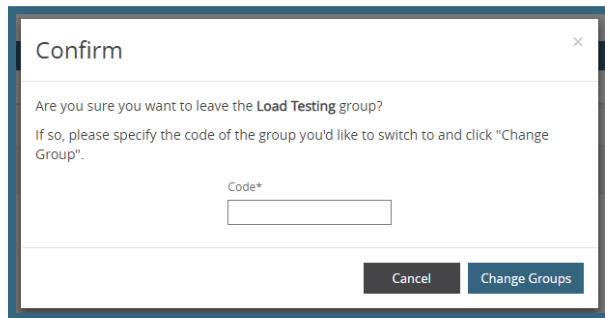 Confirm
×
Are you sure you want to leave the Load Testing group?
If so, please specify the code of the group you'd like to switch to and click "Change
Group".
Code*
Cancel
Change Groups